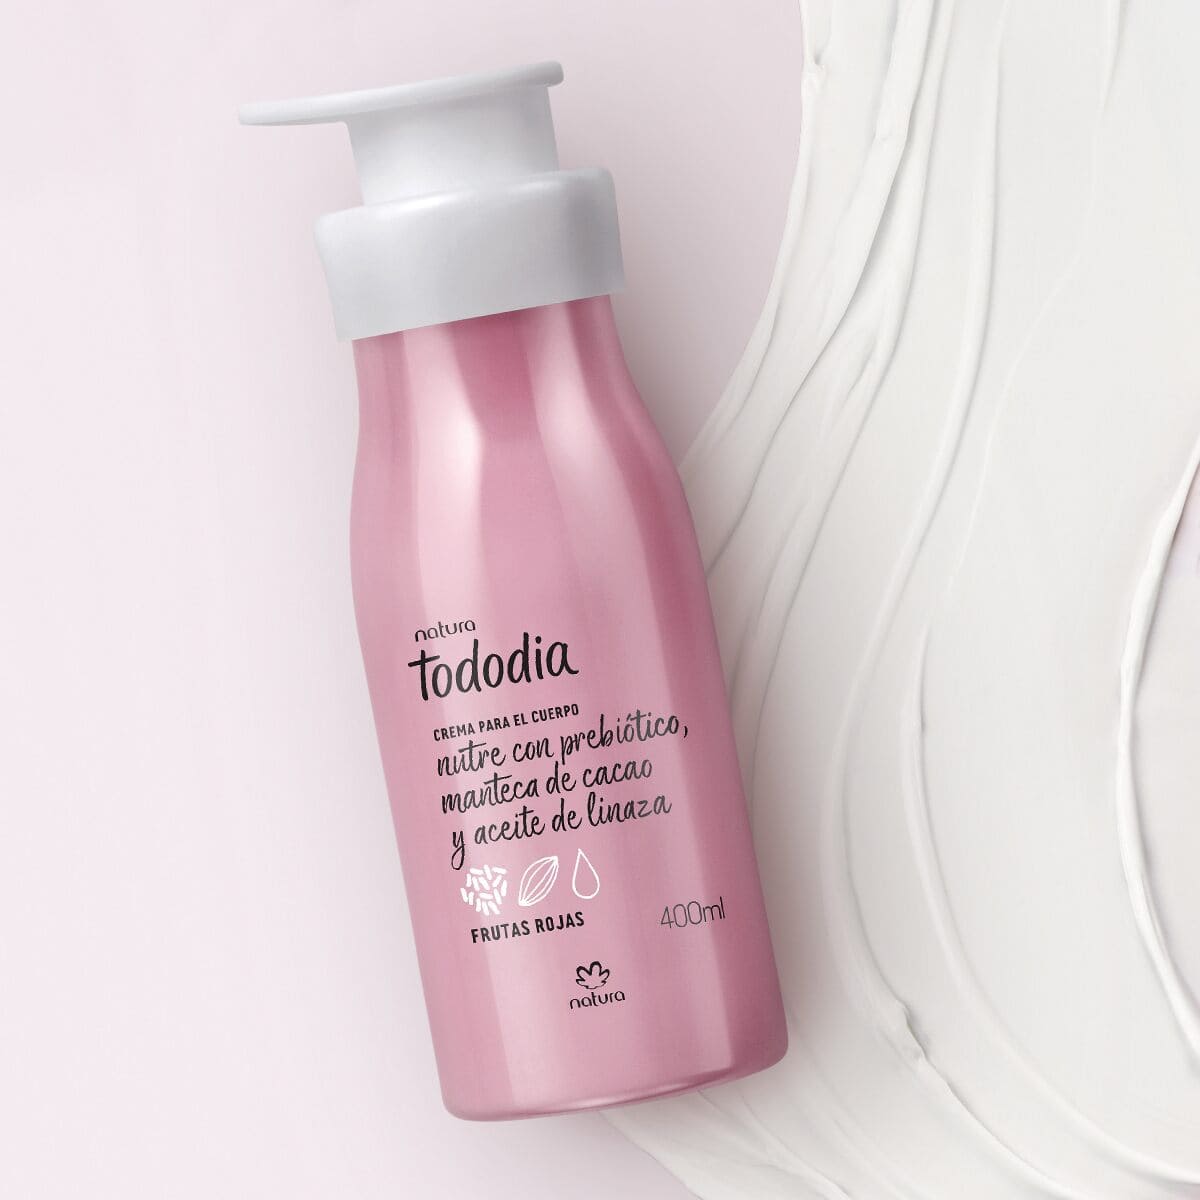 natura
tododia
CREMA PARA EL CUERPO
nutre con prebiótico,
manteca de cacao
y aceite de linaza
FRUTAS ROJAS
400ml
natura